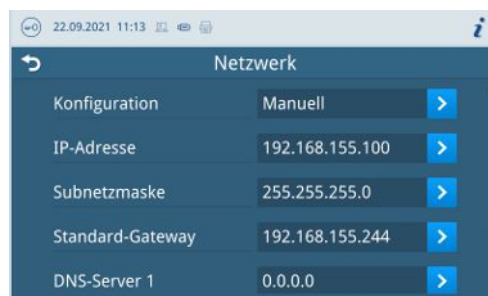 22.09.2021 11:13
Netzwerk
Konfiguration Manuell
IP-Adresse 192.168.155.100
Subnetzmaske 255.255.255.0
Standard-Gateway 192.168.155.244
DNS-Server 1 0.0.0.0